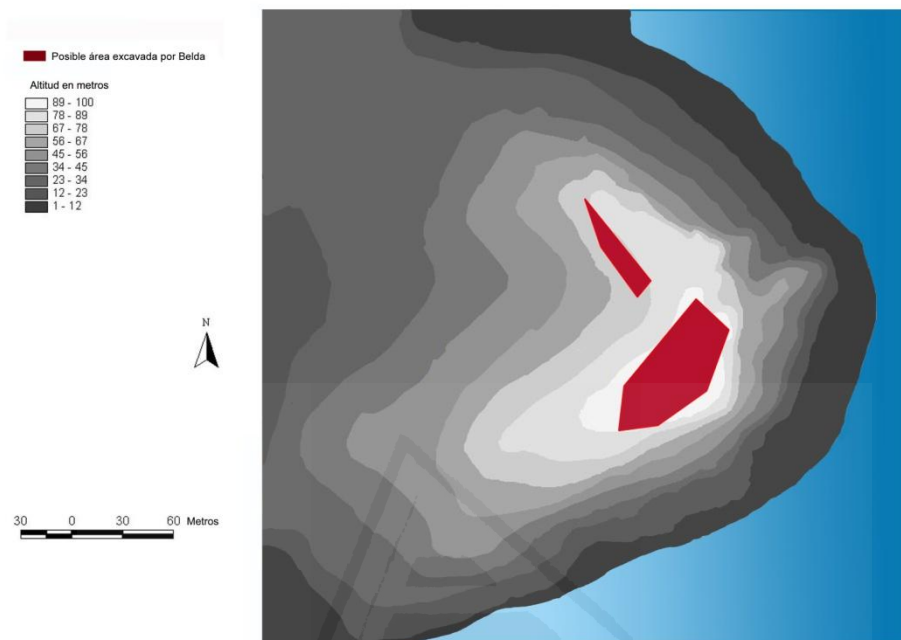 Posible área excavada por Belda
Altitud en metros
89 - 100
78 - 89
67 - 78
56 - 67
45 - 56
34 - 45
23 - 34
12 - 23
1 - 12
N
30 0 30 60 Metros